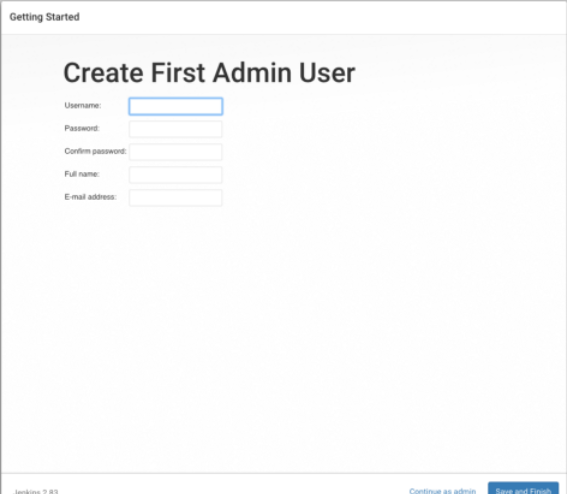 Getting Started
Create First Admin User
Username:
Password:
Confirm password:
Full name:
E-mail address:
Jenkins 2.83
Continue as admin
Save and Finish